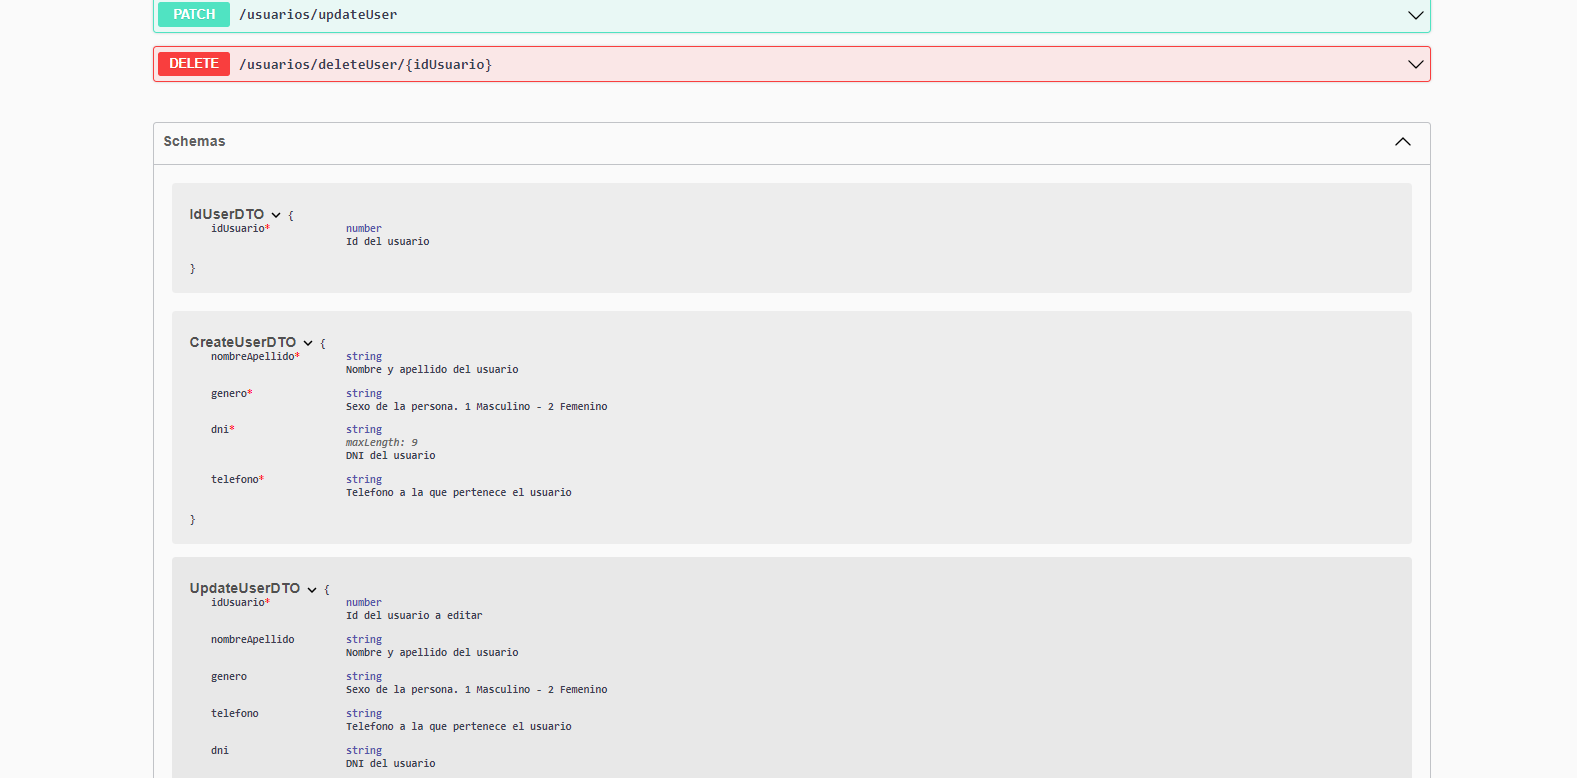 PATCH /usuarios/updateUser
DELETE /usuarios/deleteUser/{idUsuario}
Schemas
IdUserDTO {
idUsuario* number
Id del usuario
}
CreateUserDTO {
nombreApellido* string
Nombre y apellido del usuario
genero* string
Sexo de la persona. 1 Masculino - 2 Femenino
dni* string
maxLength: 9
DNI del usuario
telefono* string
Telefono a la que pertenece el usuario
}
UpdateUserDTO {
idUsuario* number
Id del usuario a editar
nombreApellido string
Nombre y apellido del usuario
genero string
Sexo de la persona. 1 Masculino - 2 Femenino
telefono string
Telefono a la que pertenece el usuario
dni string
DNI del usuario